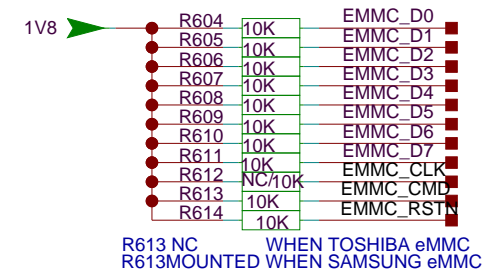 1V8
R604 10K EMMC_D0
R605 10K EMMC_D1
R606 10K EMMC_D2
R607 10K EMMC_D3
R608 10K EMMC_D4
R609 10K EMMC_D5
R610 10K EMMC_D6
R611 10K EMMC_D7
R612 NC/10K EMMC_CLK
R613 10K EMMC_CMD
R614 10K EMMC_RSTN
R613 NC WHEN TOSHIBA eMMC
R613MOUNTED WHEN SAMSUNG eMMC